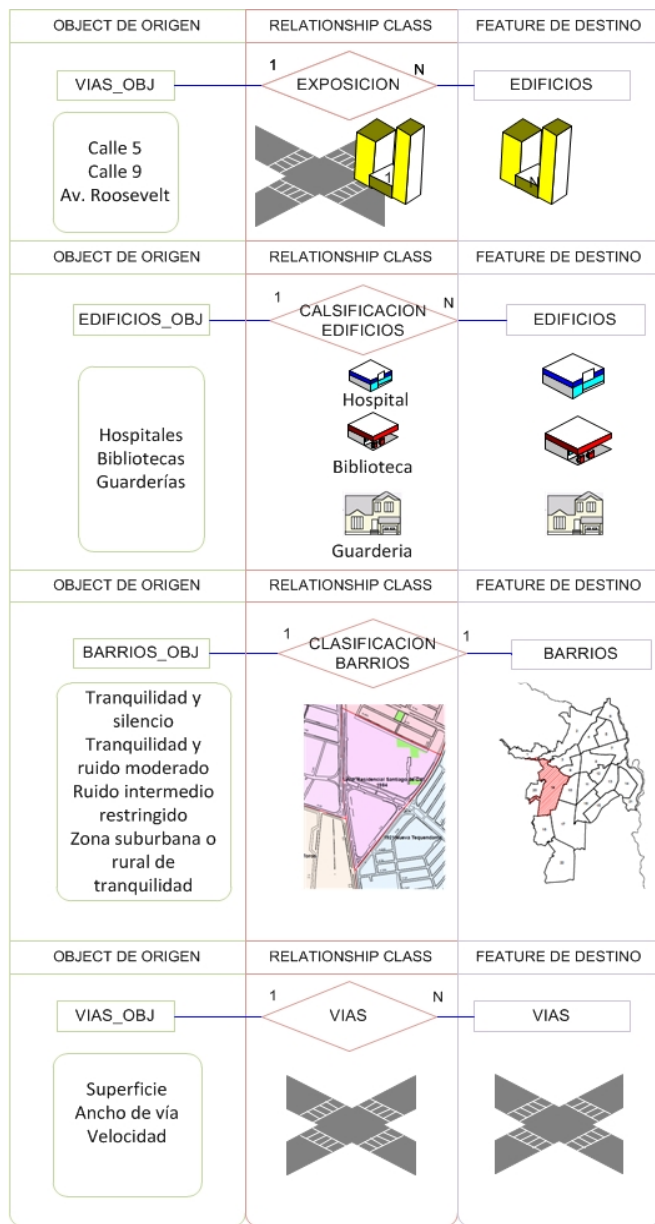 OBJECT DE ORIGEN RELATIONSHIP CLASS FEATURE DE DESTINO
1 N
VIAS_OBJ EXPOSICION EDIFICIOS
Calle 5
Calle 9
Av. Roosevelt
1 N
OBJECT DE ORIGEN RELATIONSHIP CLASS FEATURE DE DESTINO
1 N
EDIFICIOS_OBJ CALSIFICACION EDIFICIOS EDIFICIOS
Hospitales
Bibliotecas
Guarderías
Hospital
Biblioteca
Guarderia
OBJECT DE ORIGEN RELATIONSHIP CLASS FEATURE DE DESTINO
1 1
BARRIOS_OBJ CLASIFICACION BARRIOS BARRIOS
Tranquilidad y
silencio
Tranquilidad y
ruido moderado
Ruido intermedio
restringido
Zona suburbana o
rural de
tranquilidad
OBJECT DE ORIGEN RELATIONSHIP CLASS FEATURE DE DESTINO
1 N
VIAS_OBJ VIAS VIAS
Superficie
Ancho de vía
Velocidad